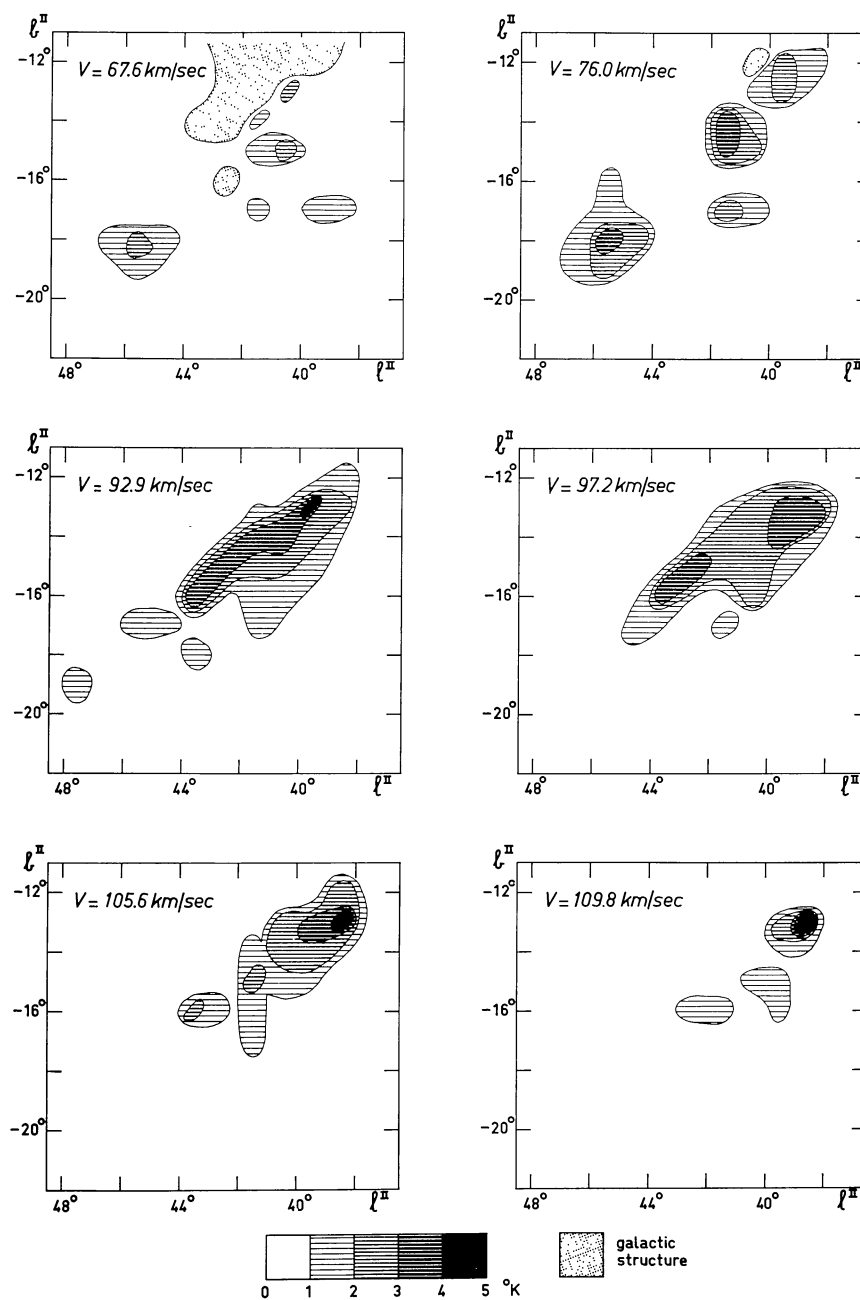 ℓᴵᴵ V = 67.6 km/sec
b^II
-12°
-16°
-20°
48° 44° 40° ℓ^II
b^II
V = 76.0 km/sec
-12°
-16°
-20°
48° 44° 40° ℓ^II
b^II
V = 92.9 km/sec
-12°
-16°
-20°
48° 44° 40° ℓ^II
b^II
V = 97.2 km/sec
-12°
-16°
-20°
48° 44° 40° ℓ^II
b^II
V = 105.6 km/sec
-12°
-16°
-20°
48° 44° 40° ℓ^II
b^II
V = 109.8 km/sec
-12°
-16°
-20°
48° 44° 40° ℓ^II
0 1 2 3 4 5 °K
galactic
structure